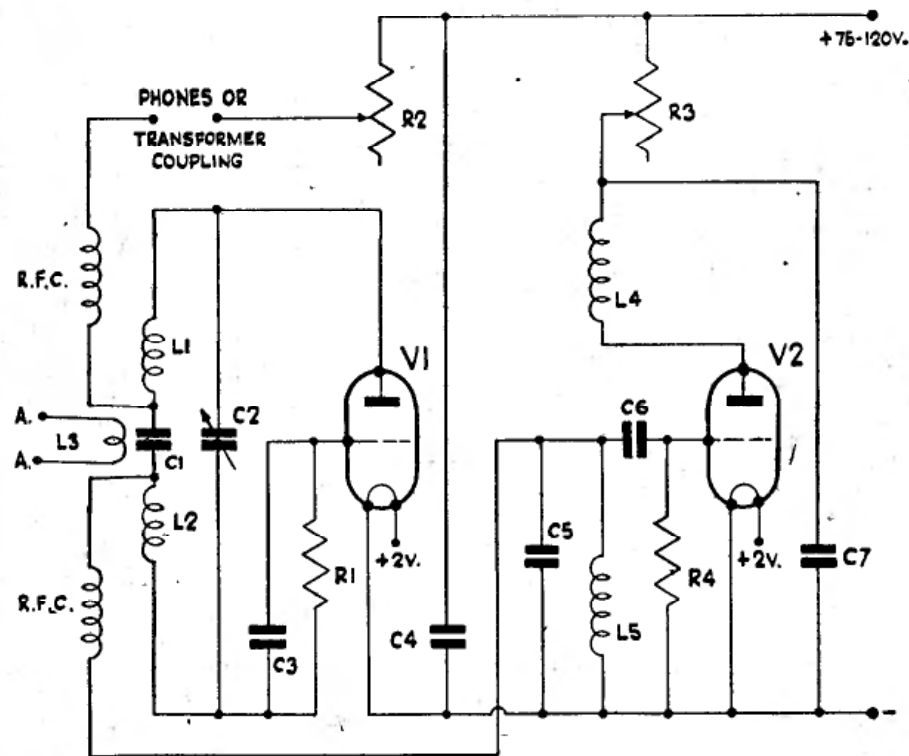 +75-120V.
PHONES OR
TRANSFORMER
COUPLING
R2
R3
R.F.C.
L1
L4
V1
V2
A.
L3
A.
C1
C2
C6
L2
+2V.
R1
C5
+2V.
R4
C7
R.F.C.
C3
C4
L5
-